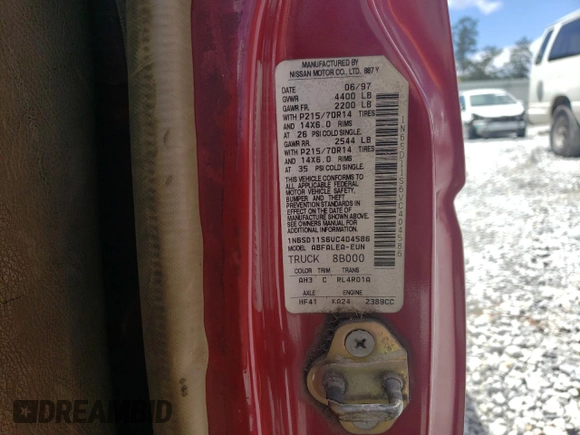 MANUFACTURED BY
NISSAN MOTOR CO., LTD. 887Y
DATE 06/97
GVWR 4400 LB
GAWR FR. 2200 LB
WITH P215/70R14 TIRES
AND 14X6.0 RIMS
AT 26 PSI COLD SINGLE.
GAWR RR. 2544 LB
WITH P215/70R14 TIRES
AND 14X6.0 RIMS
AT 35 PSI COLD SINGLE.
THIS VEHICLE CONFORMS TO
ALL APPLICABLE FEDERAL
MOTOR VEHICLE SAFETY,
BUMPER AND THEFT
PREVENTION STANDARDS IN
EFFECT ON THE DATE OF
MANUFACTURE SHOWN ABOVE.
SEE OWNERS MANUAL FOR
ADDITIONAL INFORMATION
1N6SD11S6VC404586
MODEL ABFALEA-EUN
TRUCK 8B000
COLOR TRIM TRANS
AH3 C RL4R01A
AXLE ENGINE
HF41 KA24 2389CC
1N6SD11S6VC404586
DREAMBID